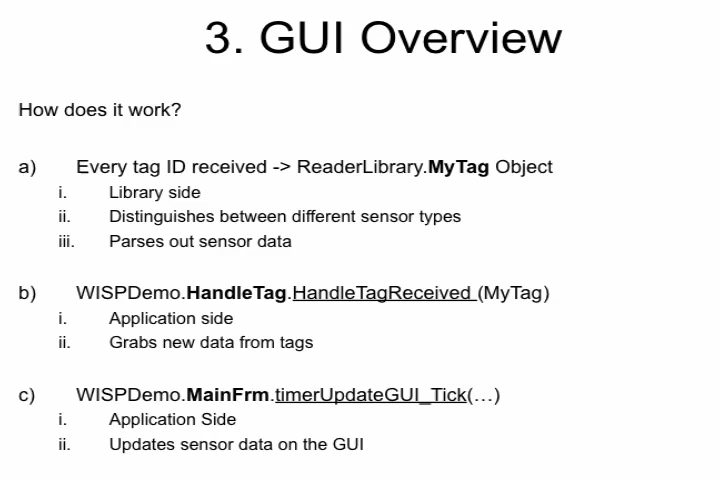 3. GUI Overview
How does it work?
a) Every tag ID received -> ReaderLibrary.MyTag Object
i. Library side
ii. Distinguishes between different sensor types
iii. Parses out sensor data
b) WISPDemo.HandleTag.HandleTagReceived (MyTag)
i. Application side
ii. Grabs new data from tags
c) WISPDemo.MainFrm.timerUpdateGUI_Tick(...)
i. Application Side
ii. Updates sensor data on the GUI